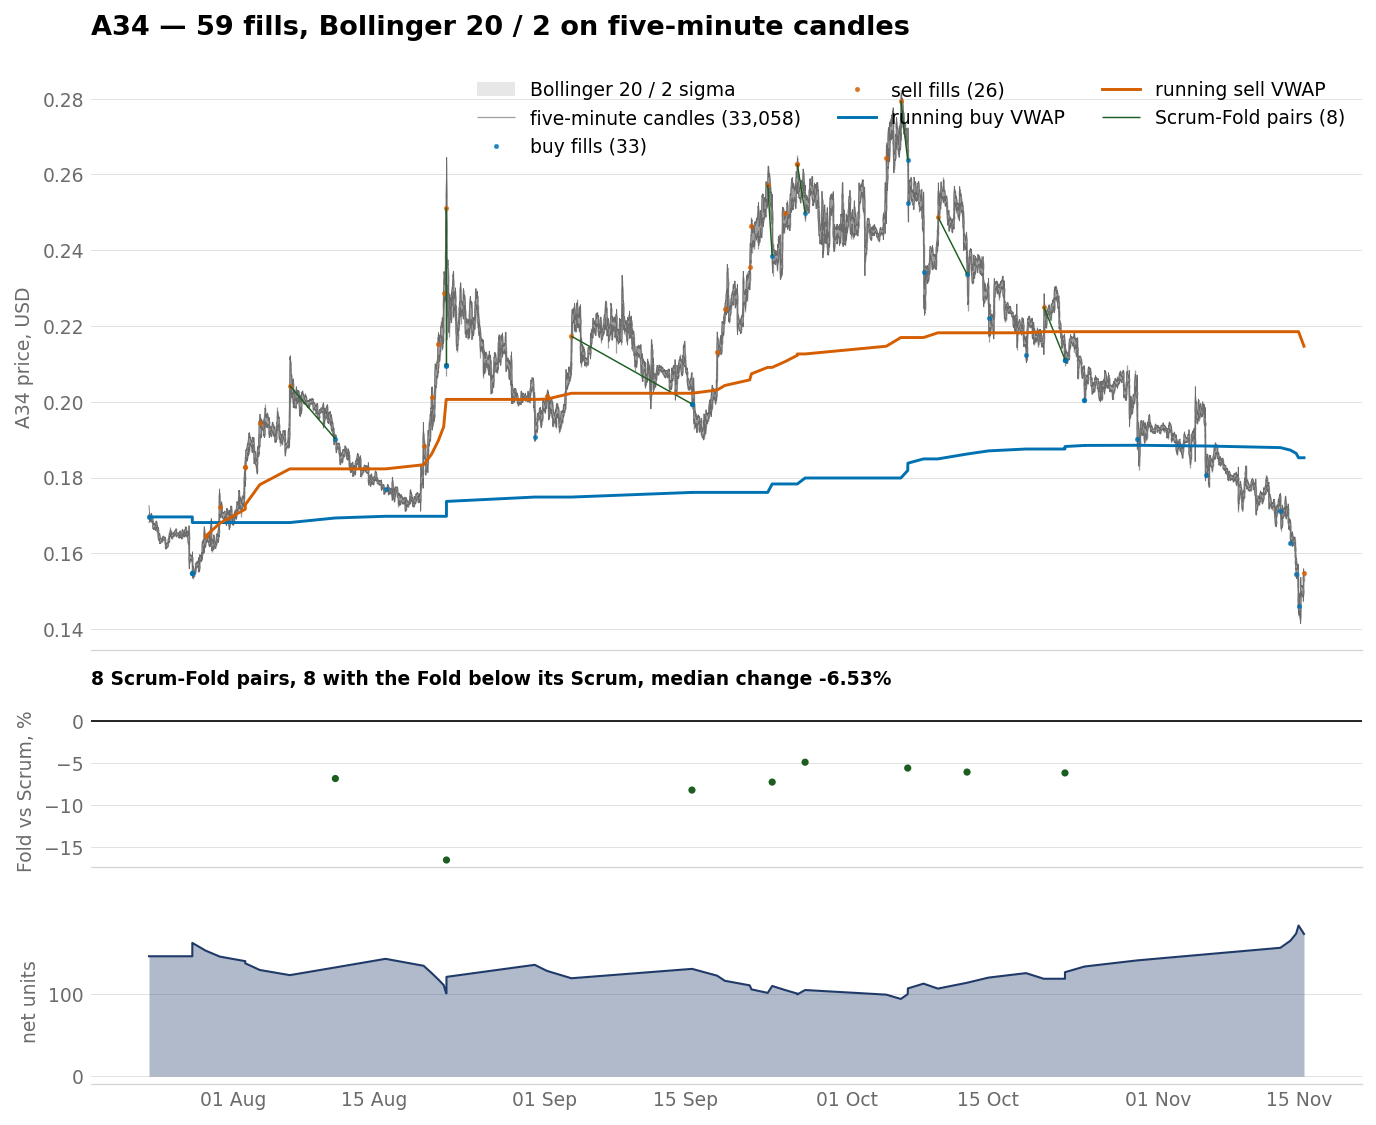 A34 — 59 fills, Bollinger 20 / 2 on five-minute candles
Bollinger 20 / 2 sigma
five-minute candles (33,058)
buy fills (33)
sell fills (26)
running buy VWAP
running sell VWAP
Scrum-Fold pairs (8)
A34 price, USD
0.28
0.26
0.24
0.22
0.20
0.18
0.16
0.14
8 Scrum-Fold pairs, 8 with the Fold below its Scrum, median change -6.53%
Fold vs Scrum, %
0
−5
−10
−15
net units
100
0
01 Aug
15 Aug
01 Sep
15 Sep
01 Oct
15 Oct
01 Nov
15 Nov